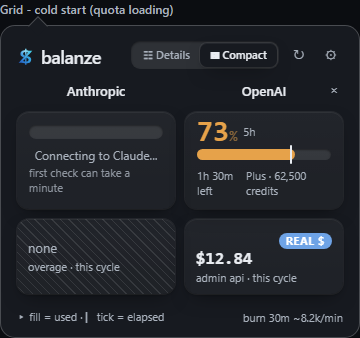 Grid - cold start (quota loading)
balanze
Details
Compact
Anthropic
OpenAI
×
Connecting to Claude...
first check can take a
minute
73% 5h
1h 30m
left
Plus · 62,500
credits
none
overage · this cycle
REAL $
$12.84
admin api · this cycle
▸ fill = used · ▎ tick = elapsed
burn 30m ~8.2k/min